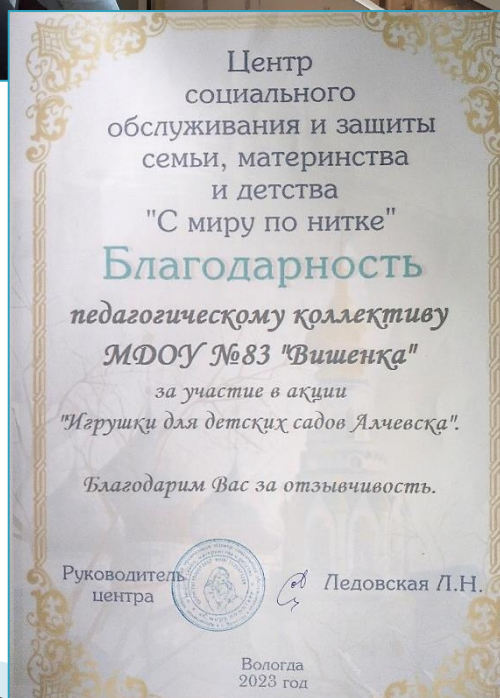 Центр
социального
обслуживания и защиты
семьи, материнства
и детства
"С миру по нитке"
Благодарность
педагогическому коллективу
МДОУ №83 "Вишенка"
за участие в акции
"Игрушки для детских садов Алчевска".
Благодарим Вас за отзывчивость.
Руководитель
центра
Ледовская Л.Н.
Вологда
2023 год